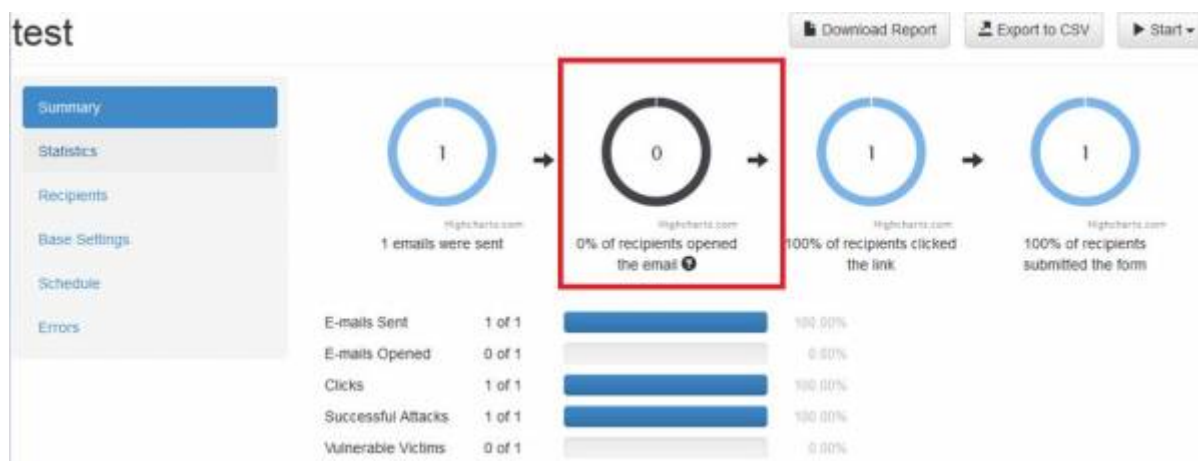 test
Download Report
Export to CSV
Start
Summary
Statistics
Recipients
Base Settings
Schedule
Errors
1
0
1
1
Highcharts.com
Highcharts.com
Highcharts.com
Highcharts.com
1 emails were sent
0% of recipients opened
the email
100% of recipients clicked
the link
100% of recipients
submitted the form
E-mails Sent 1 of 1 100.00%
E-mails Opened 0 of 1 0.00%
Clicks 1 of 1 100.00%
Successful Attacks 1 of 1 100.00%
Vulnerable Victims 0 of 1 0.00%